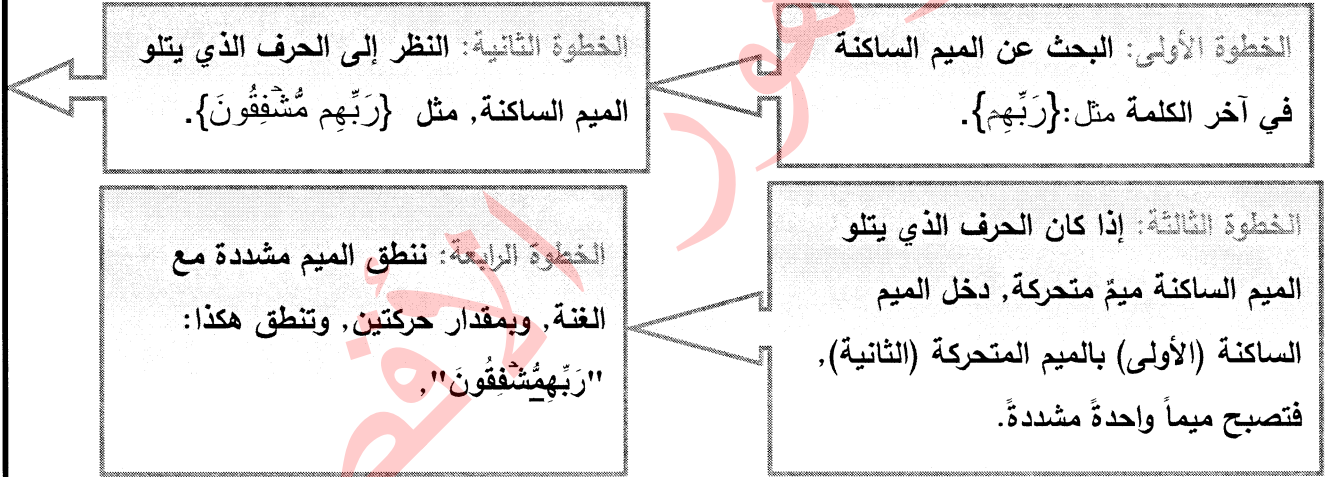 الخطوة الأولى: البحث عن الميم الساكنة
في آخر الكلمة مثل:{رَبِّهِم}.
الخطوة الثانية: النظر إلى الحرف الذي يتلو
الميم الساكنة, مثل {رَبِّهِم مُّشْفِقُونَ}.
الخطوة الثالثة: إذا كان الحرف الذي يتلو
الميم الساكنة ميمٌ متحركة, دخل الميم
الساكنة (الأولى) بالميم المتحركة (الثانية),
فتصبح ميماً واحدةً مشددةً.
الخطوة الرابعة: ننطق الميم مشددة مع
الغنة, وبمقدار حركتين, وتنطق هكذا:
"رَبِّهِمُّشْفِقُونَ",